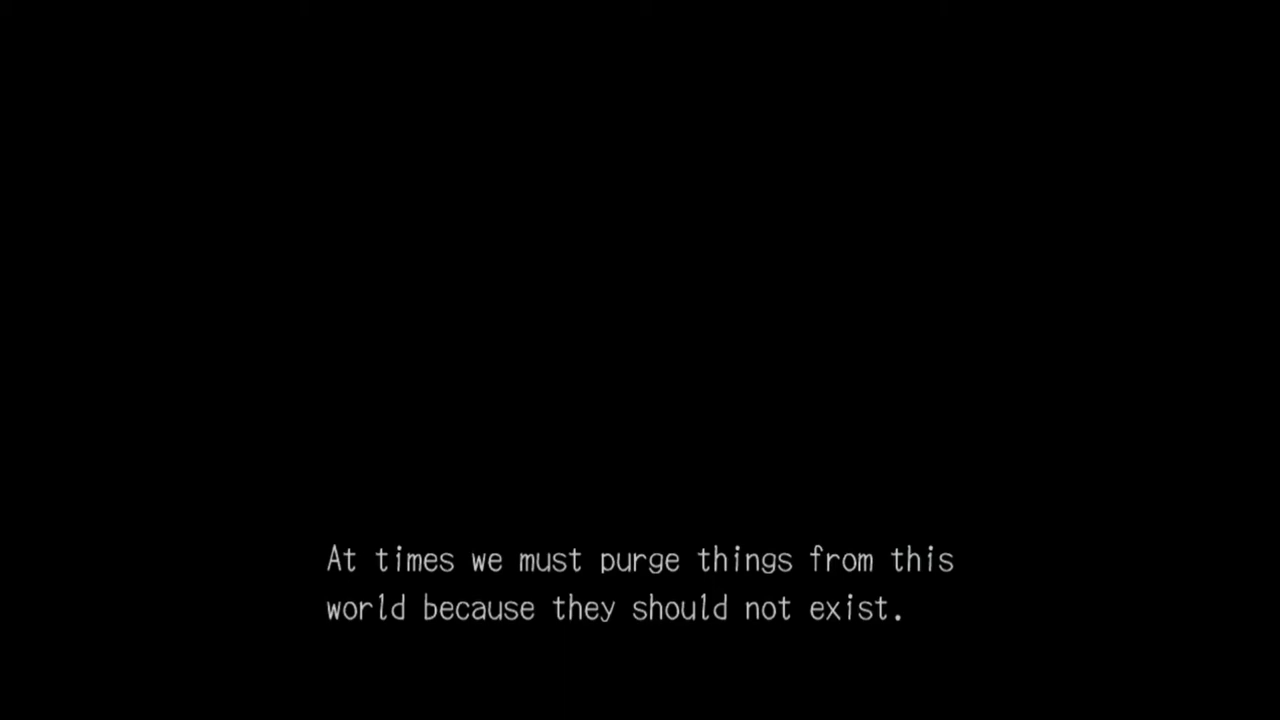 At times we must purge things from this
world because they should not exist.